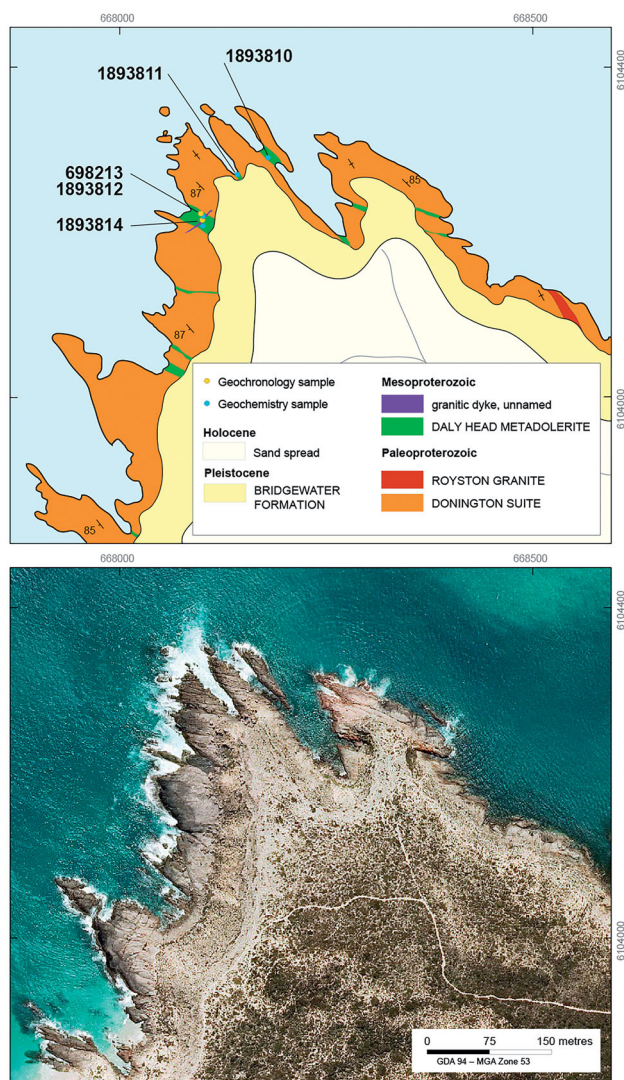 668000
668500
1893810
1893811
6104400
698213
1893812
87
85
1893814
87
6104000
85
Geochronology sample
Geochemistry sample
Holocene
Sand spread
Pleistocene
BRIDGEWATER
FORMATION
Mesoproterozoic
granitic dyke, unnamed
DALY HEAD METADOLERITE
Paleoproterozoic
ROYSTON GRANITE
DONINGTON SUITE
668000
668500
6104400
6104000
0 75 150 metres
GDA 94 – MGA Zone 53